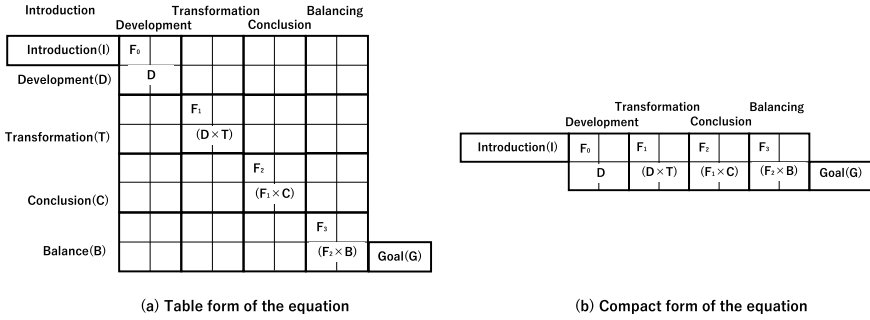 Introduction
Transformation
Balancing
Development
Conclusion
Introduction(I)
F₀
Development(D)
D
F₁
Transformation(T)
(D×T)
F₂
Conclusion(C)
(F₁×C)
F₃
Balance(B)
(F₂×B)
Goal(G)
(a) Table form of the equation
Transformation
Balancing
Development
Conclusion
Introduction(I)
F₀
F₁
F₂
F₃
D
(D×T)
(F₁×C)
(F₂×B)
Goal(G)
(b) Compact form of the equation